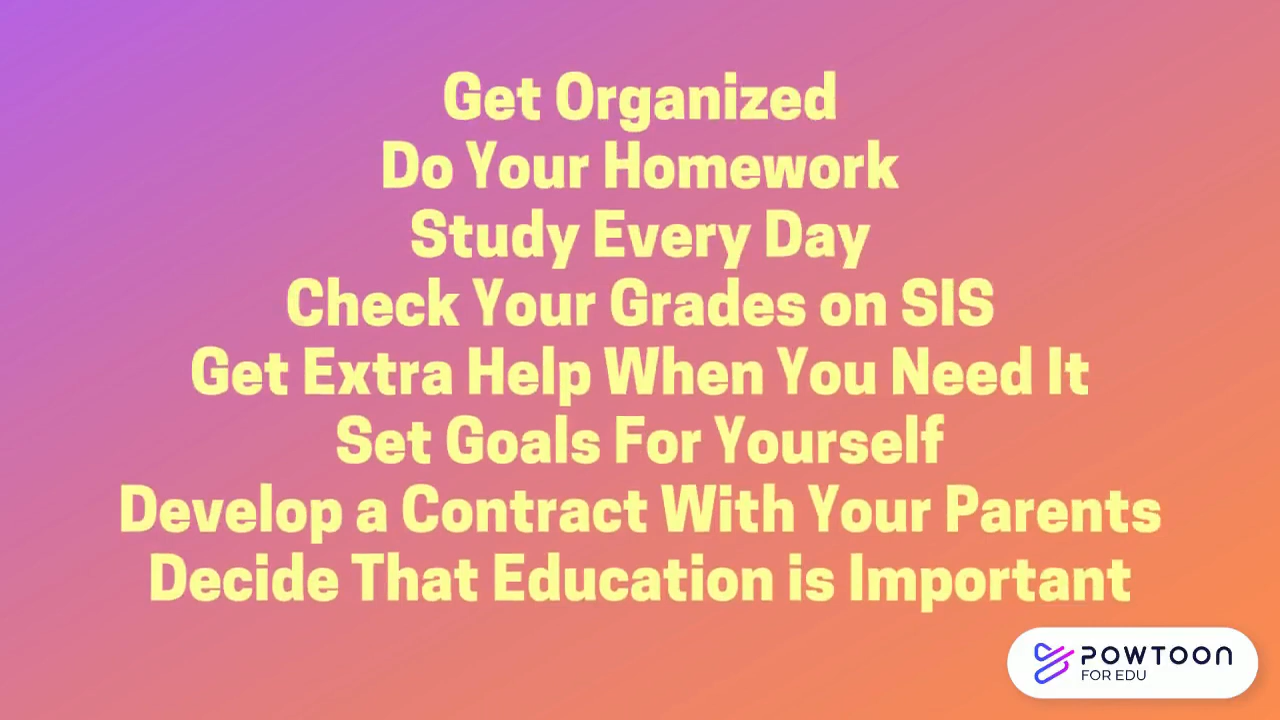 Get Organized
Do Your Homework
Study Every Day
Check Your Grades on SIS
Get Extra Help When You Need It
Set Goals For Yourself
Develop a Contract With Your Parents
Decide That Education is Important
POWTOON
FOR EDU